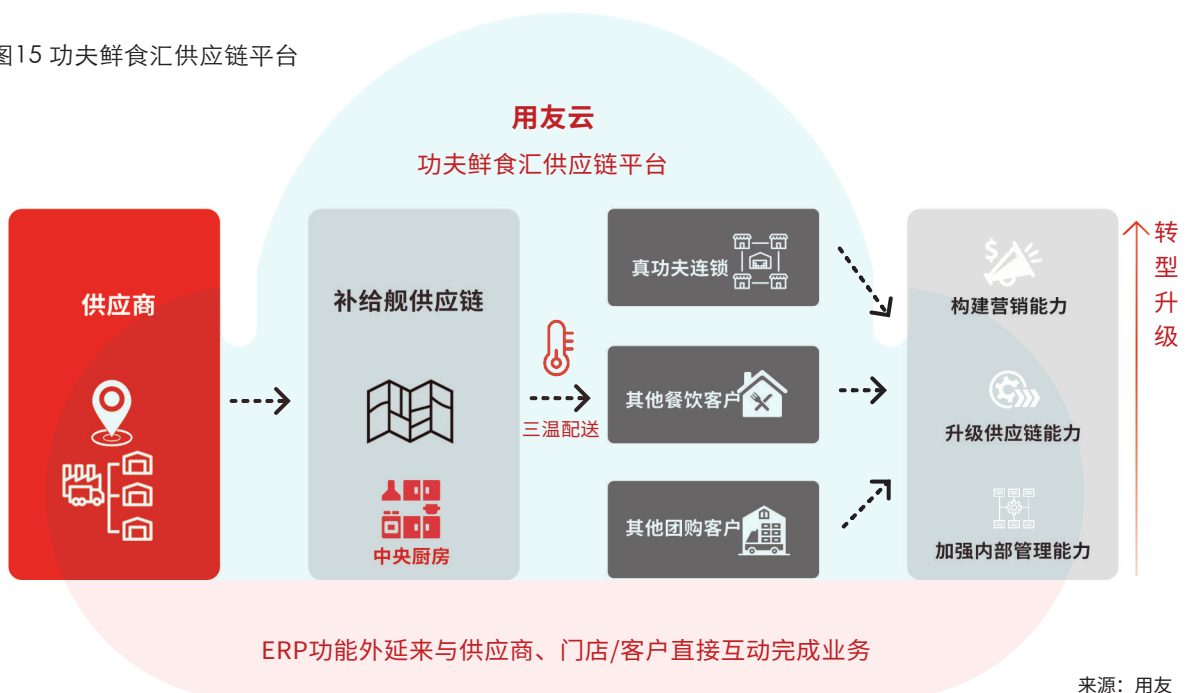 图15 功夫鲜食汇供应链平台
用友云
功夫鲜食汇供应链平台
供应商
补给舰供应链
中央厨房
三温配送
真功夫连锁
其他餐饮客户
其他团购客户
构建营销能力
升级供应链能力
加强内部管理能力
转型升级
ERP功能外延来与供应商、门店/客户直接互动完成业务
来源：用友